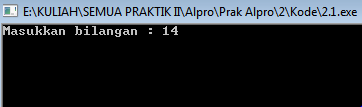 E:\KULIAH\SEMUA PRAKTIK II\Alpro\Prak Alpro\2\Kode\2.1.exe
Masukkan bilangan : 14